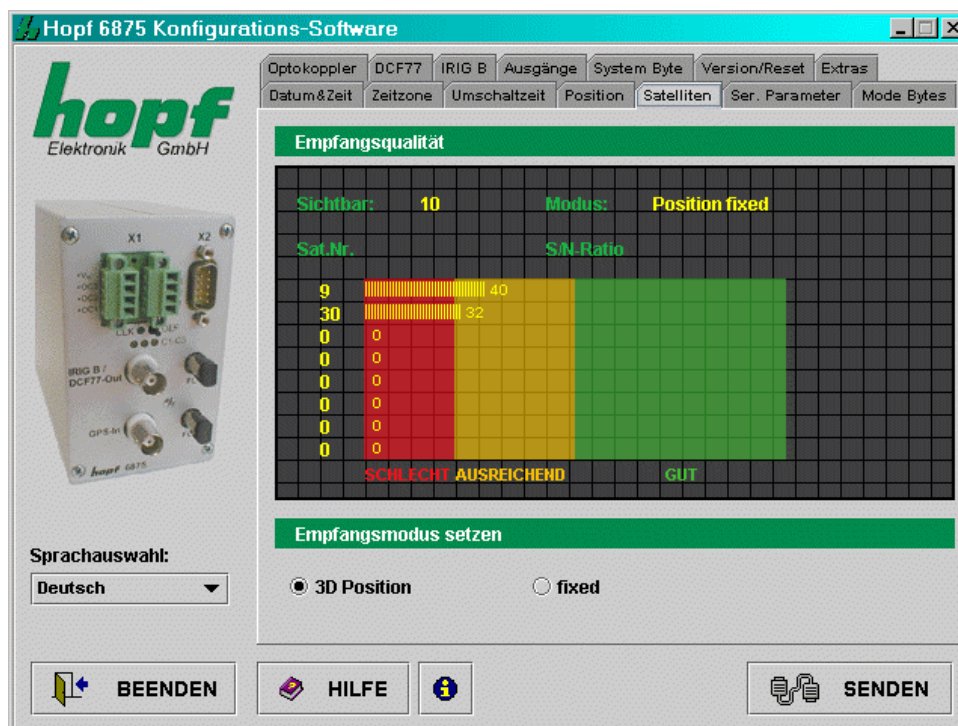 Hopf 6875 Konfigurations-Software
hopf
Elektronik GmbH
Optokoppler DCF77 IRIG B Ausgänge System Byte Version/Reset Extras
Datum&Zeit Zeitzone Umschaltzeit Position Satelliten Ser. Parameter Mode Bytes
Empfangsqualität
Sichtbar: 10 Modus: Position fixed
Sat.Nr. S/N-Ratio
9 40
30 32
0 0
0 0
0 0
0 0
0 0
0 0
SCHLECHT AUSREICHEND GUT
X1 X2
CLK
C1-C3
IRIG B /
DCF77-Out
GPS-In
hopf 6875
Empfangsmodus setzen
3D Position fixed
Sprachauswahl:
Deutsch
BEENDEN HILFE SENDEN